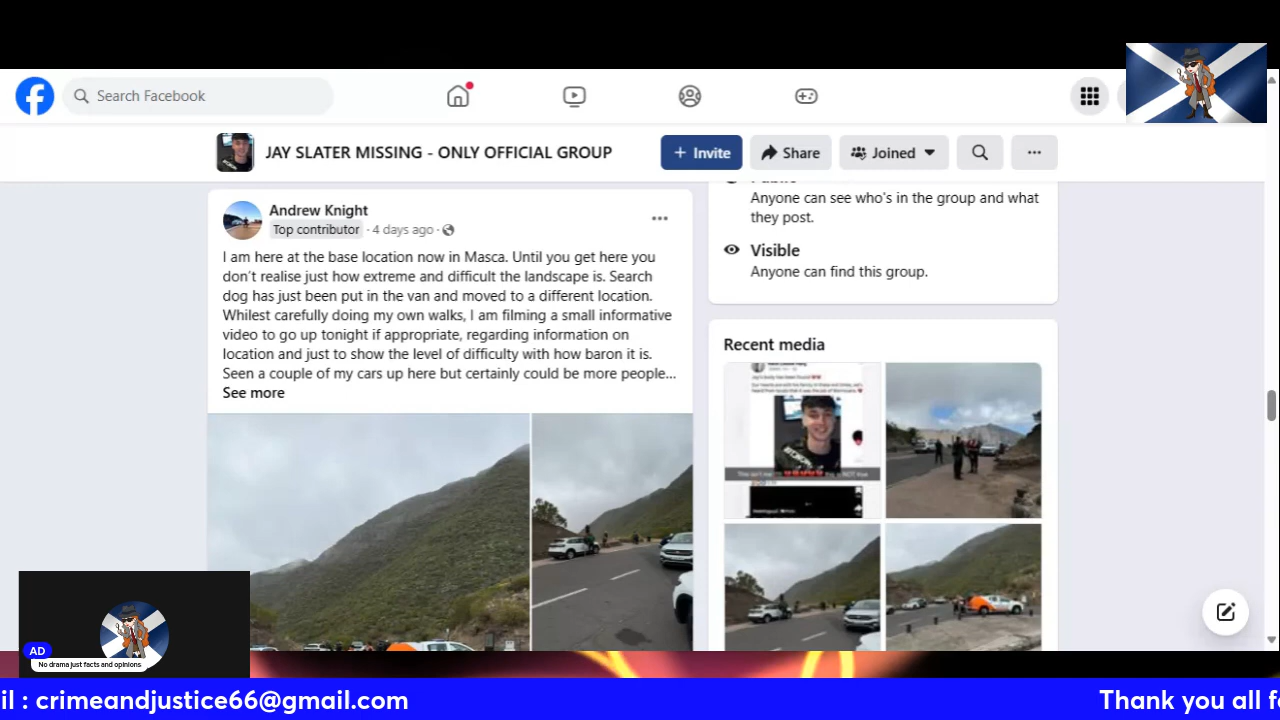 Search Facebook
JAY SLATER MISSING - ONLY OFFICIAL GROUP
+ Invite
Share
Joined
Andrew Knight
Top contributor · 4 days ago ·
I am here at the base location now in Masca. Until you get here you
don't realise just how extreme and difficult the landscape is. Search
dog has just been put in the van and moved to a different location.
Whilest carefully doing my own walks, I am filming a small informative
video to go up tonight if appropriate, regarding information on
location and just to show the level of difficulty with how baron it is.
Seen a couple of my cars up here but certainly could be more people...
See more
Public
Anyone can see who's in the group and what
they post.
Visible
Anyone can find this group.
Recent media
AD
No drama just facts and opinions
il : crimeandjustice66@gmail.com
Thank you all fo